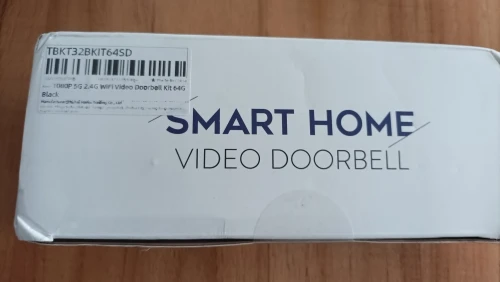 TBKT32BKIT64SD
1080P 5G 2.4G WiFi Video Doorbell Kit 64G
Black
SMART HOME
VIDEO DOORBELL